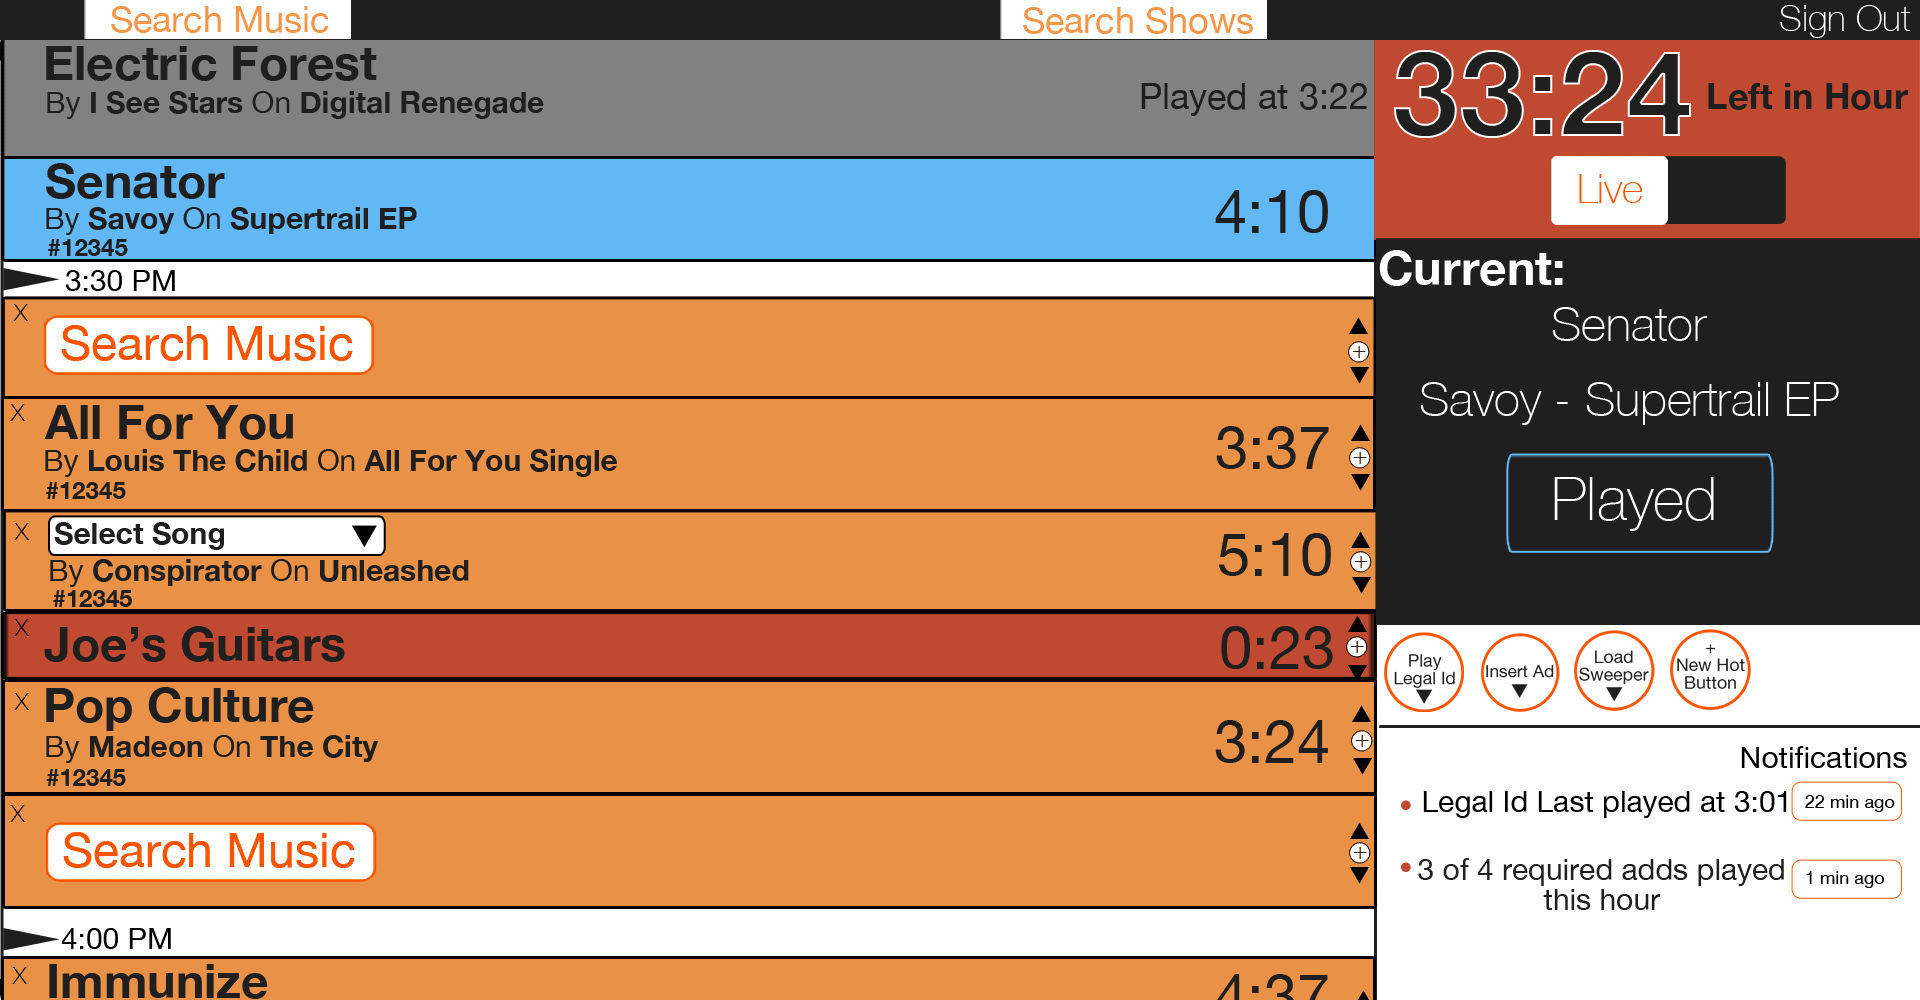 Search Music
Search Shows
Sign Out
Electric Forest
By I See Stars On Digital Renegade
Played at 3:22
Senator
By Savoy On Supertrail EP
#12345
4:10
3:30 PM
X
Search Music
X
All For You
By Louis The Child On All For You Single
#12345
3:37
X
Select Song
By Conspirator On Unleashed
#12345
5:10
X
Joe's Guitars
0:23
X
Pop Culture
By Madeon On The City
#12345
3:24
X
Search Music
4:00 PM
X
Immunize
4:37
33:24 Left in Hour
Live
Current:
Senator
Savoy - Supertrail EP
Played
Play
Legal Id
Insert Ad
Load
Sweeper
+
New Hot
Button
Notifications
• Legal Id Last played at 3:01
22 min ago
• 3 of 4 required adds played
this hour
1 min ago